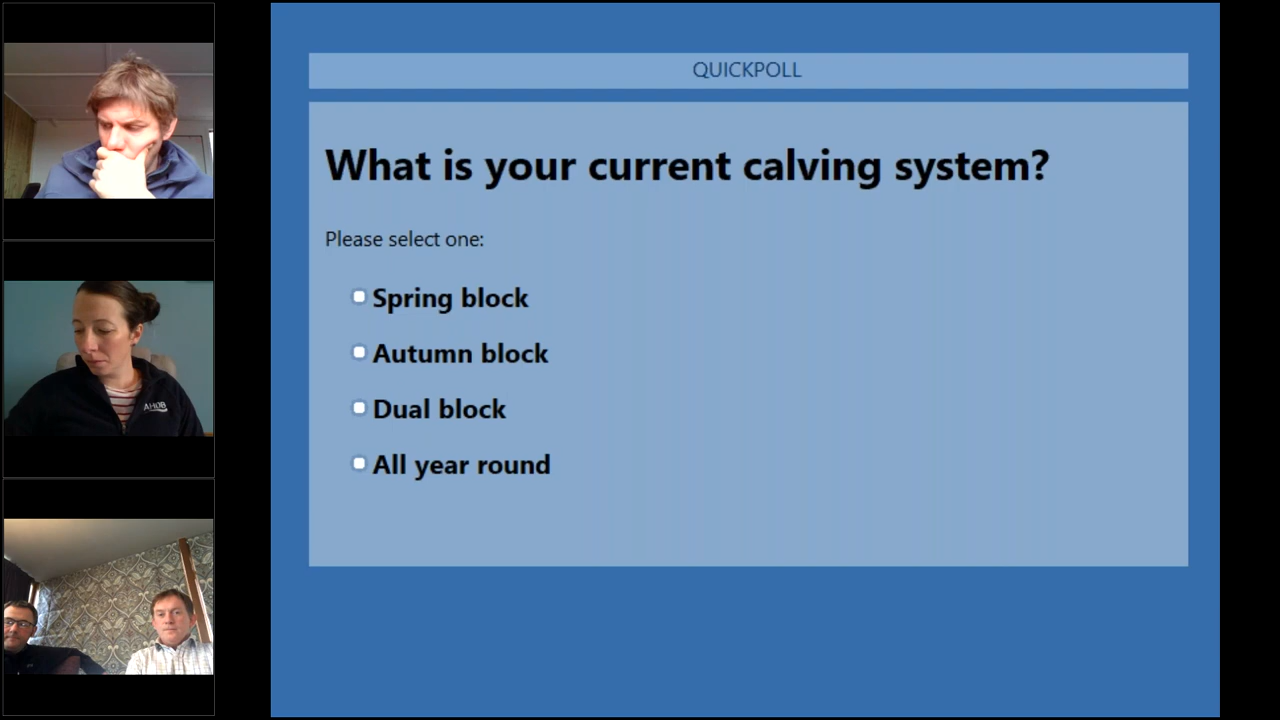 QUICKPOLL
What is your current calving system?
Please select one:
Spring block
Autumn block
Dual block
All year round
AHDB